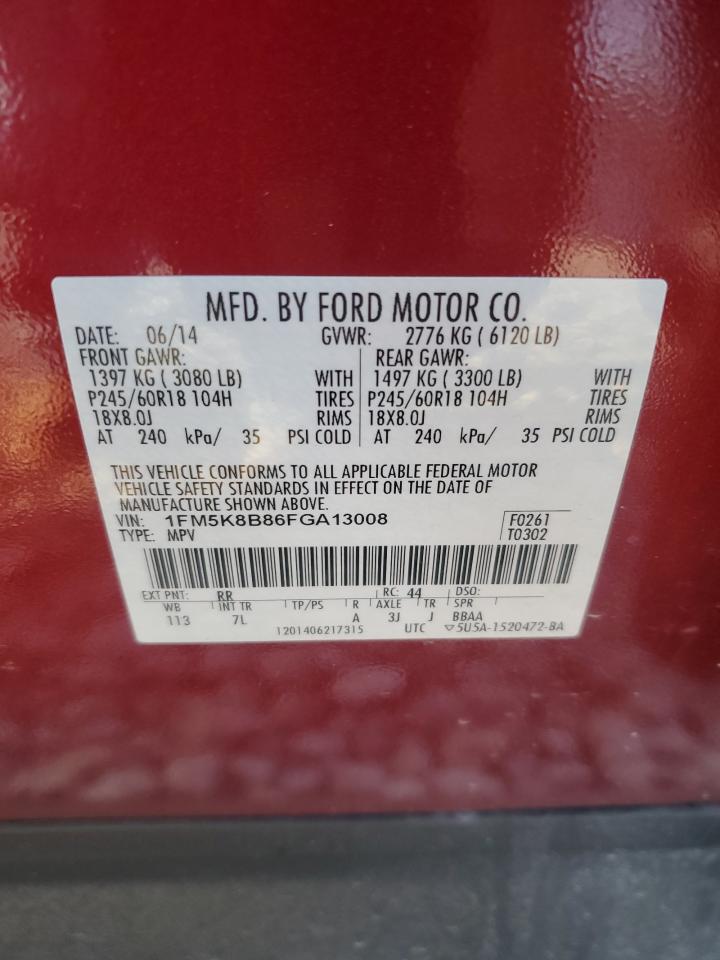 MFD. BY FORD MOTOR CO.
DATE: 06/14 GVWR: 2776 KG ( 6120 LB)
FRONT GAWR: REAR GAWR:
1397 KG ( 3080 LB) WITH 1497 KG ( 3300 LB) WITH
P245/60R18 104H TIRES P245/60R18 104H TIRES
18X8.0J RIMS 18X8.0J RIMS
AT 240 kPa/ 35 PSI COLD AT 240 kPa/ 35 PSI COLD
THIS VEHICLE CONFORMS TO ALL APPLICABLE FEDERAL MOTOR
VEHICLE SAFETY STANDARDS IN EFFECT ON THE DATE OF
MANUFACTURE SHOWN ABOVE.
VIN: 1FM5K8B86FGA13008 F0261
TYPE: MPV T0302
EXT PNT: RR RC: 44 DSO:
WB INT TR TP/PS R AXLE TR SPR
113 7L A 3J J BBAA
1201406217315 UTC ▽5U5A-1520472-BA